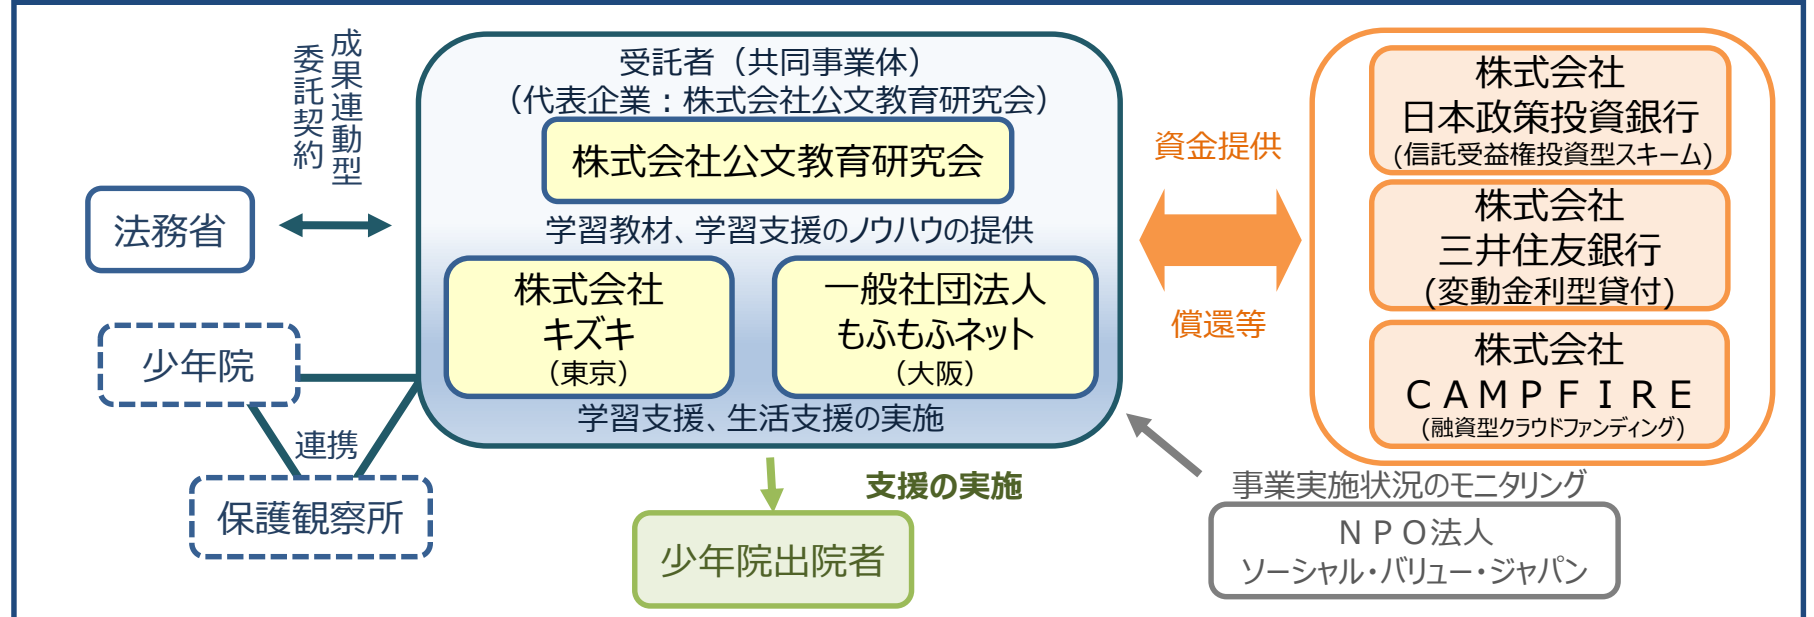 成果連動型
委託契約
法務省
少年院
連携
保護観察所
受託者（共同事業体）
（代表企業：株式会社公文教育研究会）
株式会社公文教育研究会
学習教材、学習支援のノウハウの提供
株式会社
キズキ
（東京）
一般社団法人
もふもふネット
（大阪）
学習支援、生活支援の実施
支援の実施
少年院出院者
資金提供
償還等
株式会社
日本政策投資銀行
(信託受益権投資型スキーム)
株式会社
三井住友銀行
(変動金利型貸付)
株式会社
ＣＡＭＰＦＩＲＥ
(融資型クラウドファンディング)
事業実施状況のモニタリング
ＮＰＯ法人
ソーシャル・バリュー・ジャパン